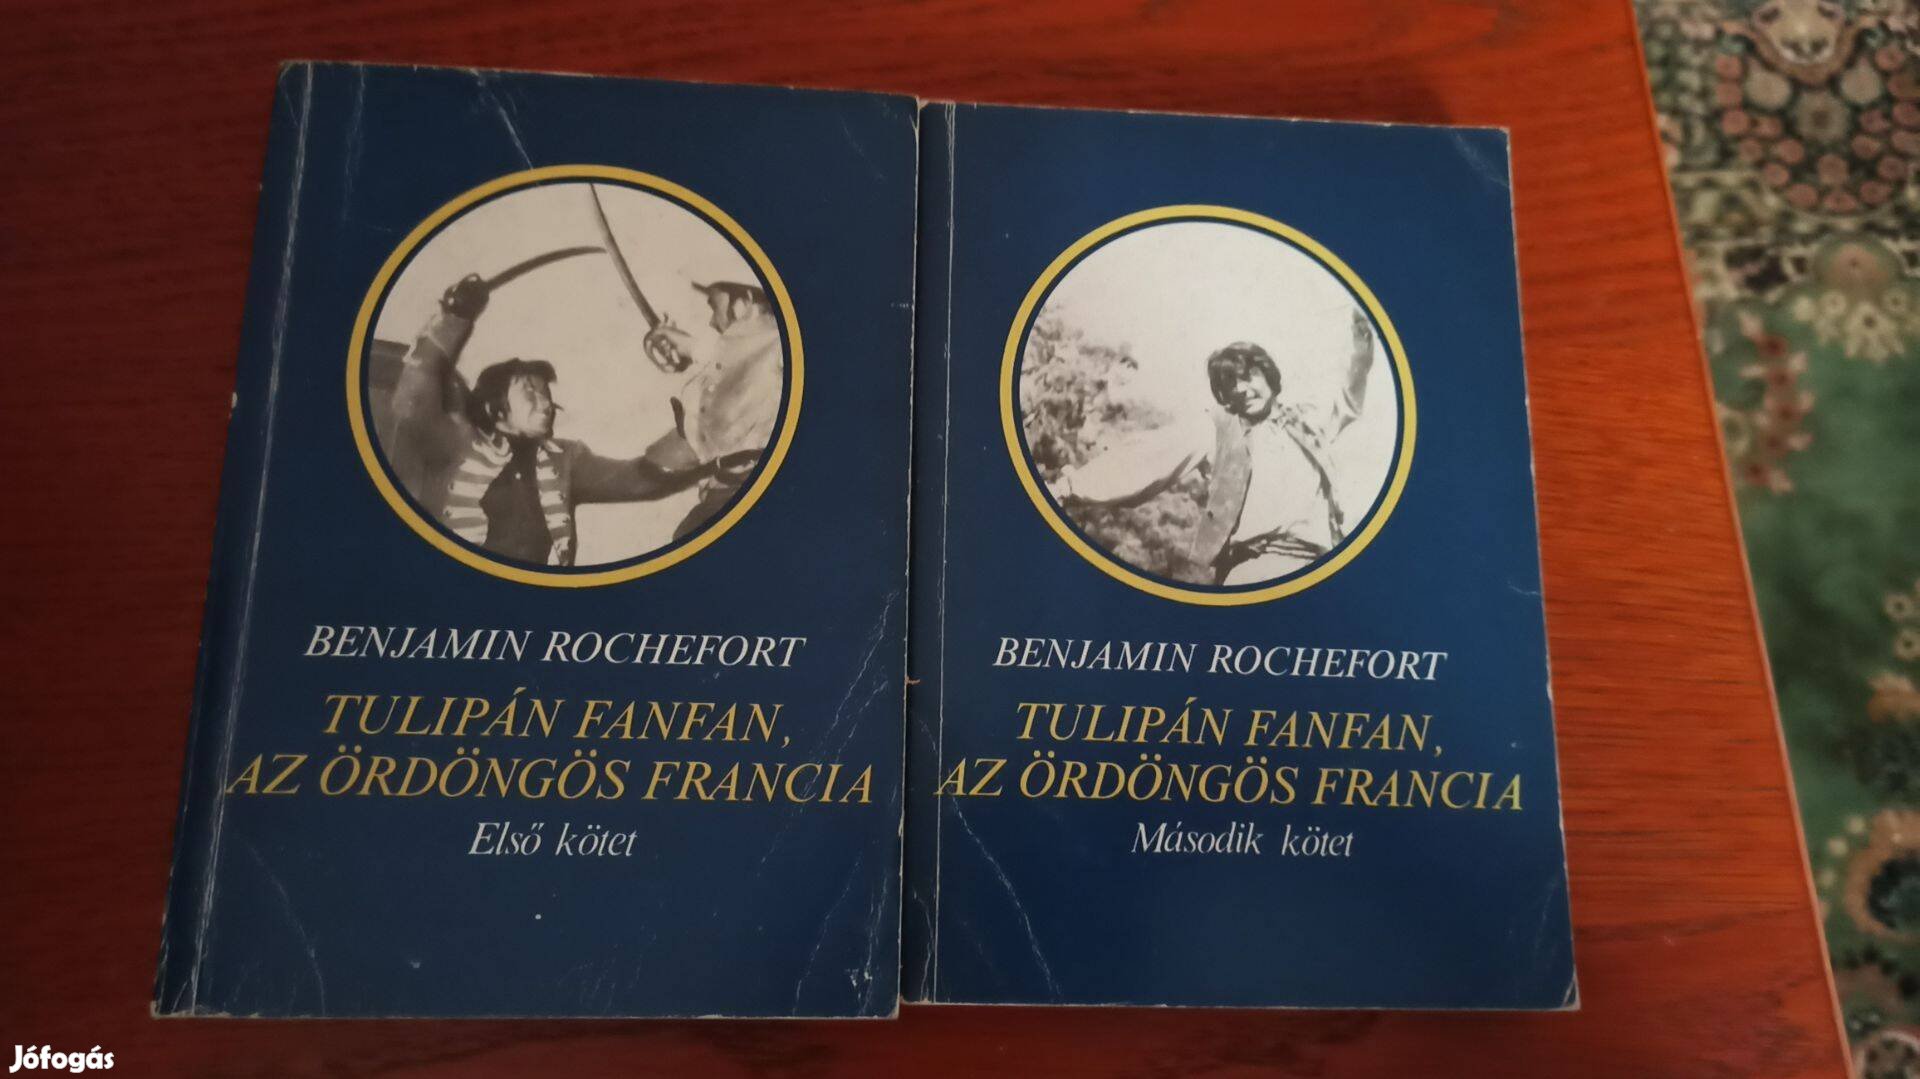 BENJAMIN ROCHEFORT
TULIPÁN FANFAN,
AZ ÖRDÖNGÖS FRANCIA
Első kötet
BENJAMIN ROCHEFORT
TULIPÁN FANFAN,
AZ ÖRDÖNGÖS FRANCIA
Második kötet
Jófogás